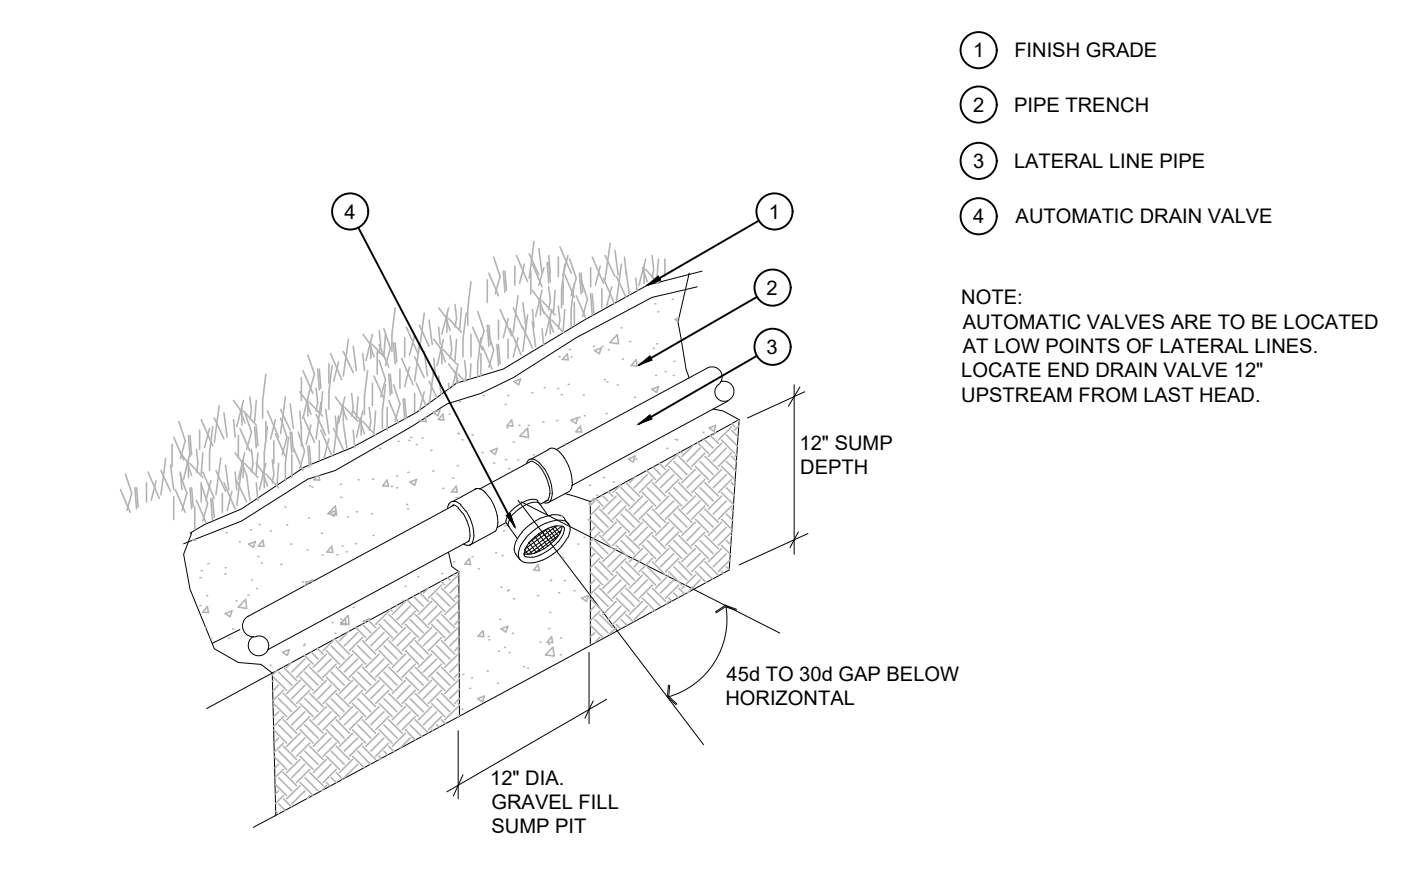 1 FINISH GRADE
2 PIPE TRENCH
3 LATERAL LINE PIPE
4 AUTOMATIC DRAIN VALVE
NOTE:
AUTOMATIC VALVES ARE TO BE LOCATED
AT LOW POINTS OF LATERAL LINES.
LOCATE END DRAIN VALVE 12"
UPSTREAM FROM LAST HEAD.
4
1
2
3
12" SUMP
DEPTH
45d TO 30d GAP BELOW
HORIZONTAL
12" DIA.
GRAVEL FILL
SUMP PIT